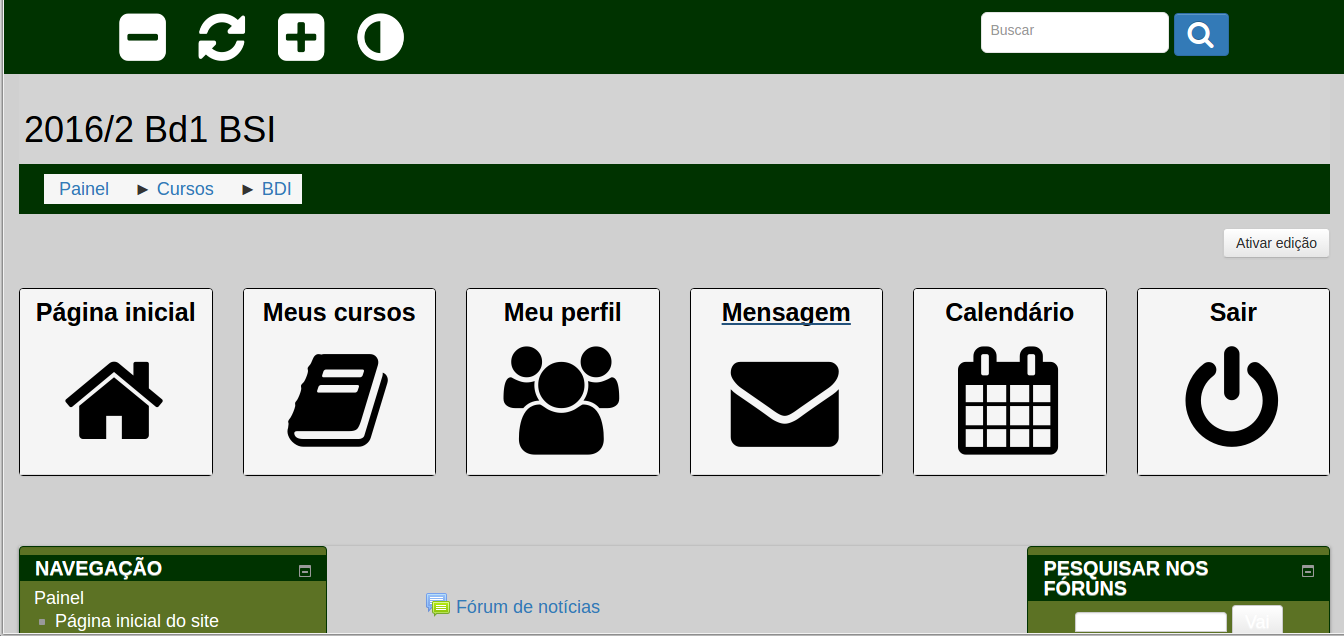 Buscar
2016/2 Bd1 BSI
Painel ► Cursos ► BDI
Ativar edição
Página inicial Meus cursos Meu perfil Mensagem Calendário Sair
NAVEGAÇÃO
Painel
Página inicial do site
Fórum de notícias
PESQUISAR NOS
FÓRUNS
Vai